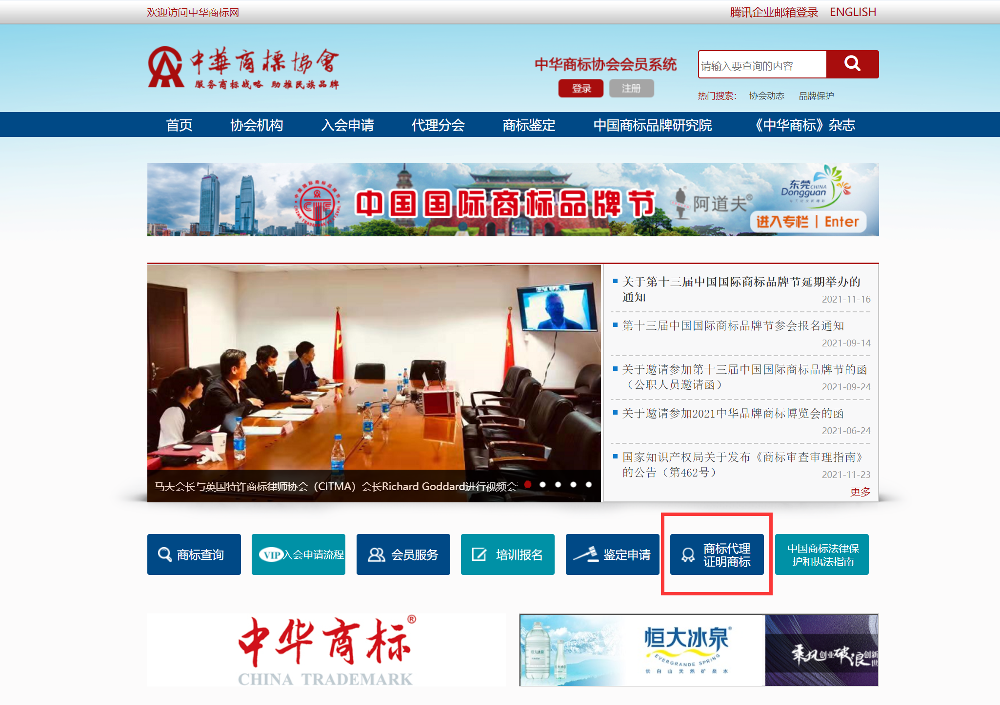 欢迎访问中华商标网
腾讯企业邮箱登录 ENGLISH
中華商標協會
服务商标战略 助推民族品牌
中华商标协会会员系统
登录 注册
请输入要查询的内容
热门搜索： 协会动态 品牌保护
首页 协会机构 入会申请 代理分会 商标鉴定 中国商标品牌研究院 《中华商标》杂志
中国国际商标品牌节
CHINA TRADEMARK FESTIVAL
中国国际商标品牌节
阿道夫®
东莞 CHINA
Dongguan
进入专栏 | Enter
关于第十三届中国国际商标品牌节延期举办的
通知
2021-11-16
第十三届中国国际商标品牌节参会报名通知
2021-09-14
关于邀请参加第十三届中国国际商标品牌节的函
（公职人员邀请函）
2021-09-24
关于邀请参加2021中华品牌商标博览会的函
2021-06-24
国家知识产权局关于发布《商标审查审理指南》
的公告（第462号）
2021-11-23
更多
马夫会长与英国特许商标律师协会（CITMA）会长Richard Goddard进行视频会
商标查询
VIP 入会申请流程
会员服务
培训报名
鉴定申请
商标代理
证明商标
中国商标法律保
护和执法指南
中华商标®
CHINA TRADEMARK
恒大冰泉®
EVERGRANDE SPRING
长白山天然矿泉水
恒大冰泉
乘风创业破浪创新